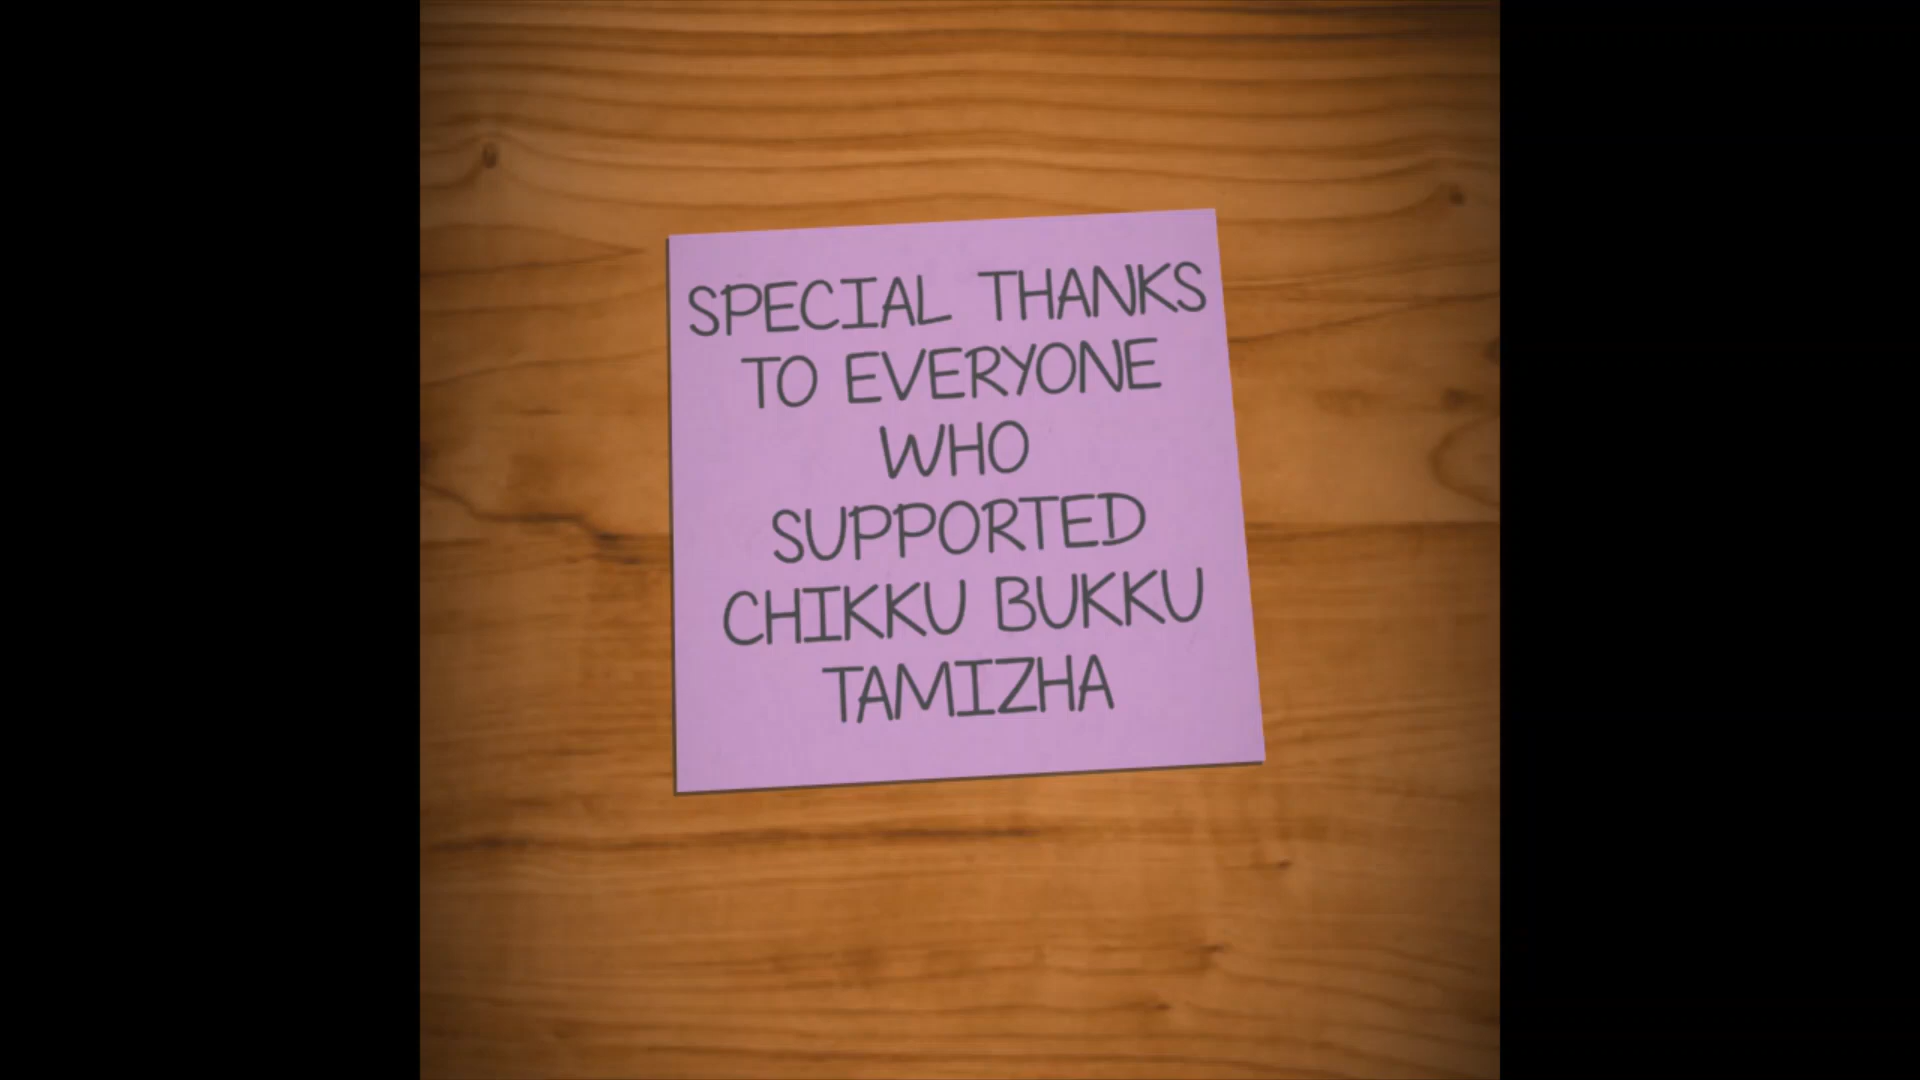 SPECIAL THANKS
TO EVERYONE
WHO
SUPPORTED
CHIKKU BUKKU
TAMIZHA